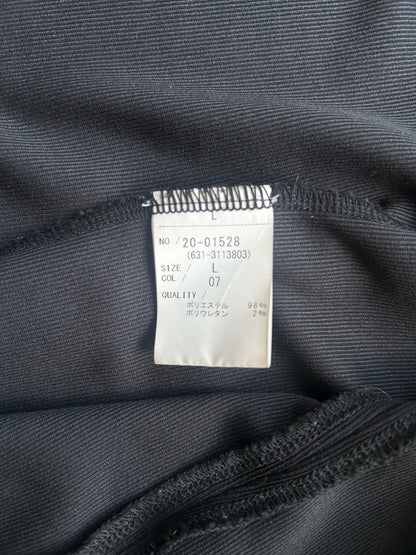 L
NO / 20-01528
(631-3113803)
SIZE / L
COL / 07
QUALITY /
ポリエステル 98%
ポリウレタン 2%